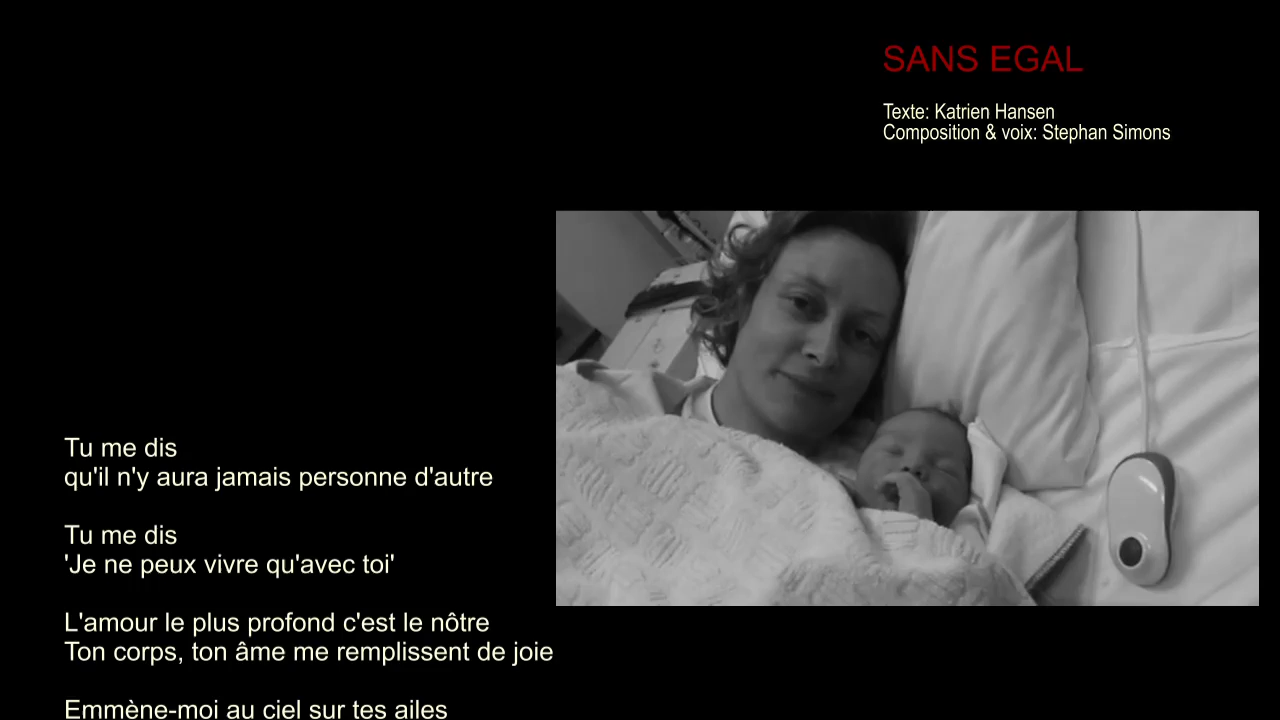 SANS EGAL
Texte: Katrien Hansen
Composition & voix: Stephan Simons
Tu me dis
qu'il n'y aura jamais personne d'autre
Tu me dis
'Je ne peux vivre qu'avec toi'
L'amour le plus profond c'est le nôtre
Ton corps, ton âme me remplissent de joie
Emmène-moi au ciel sur tes ailes